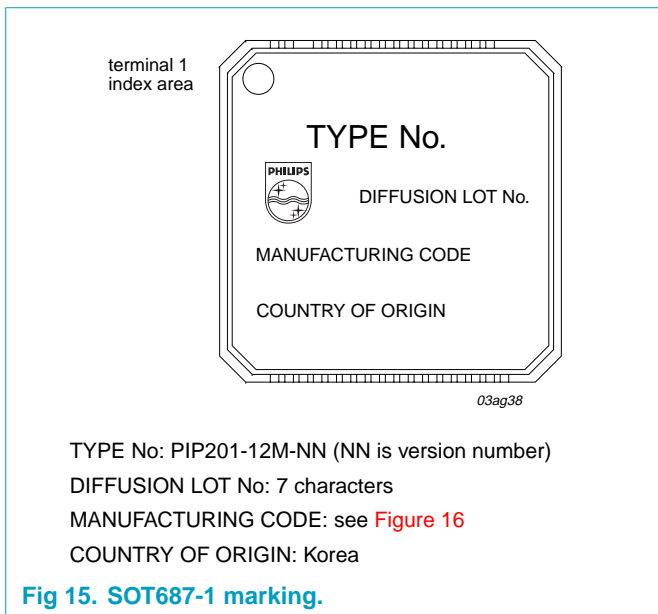 terminal 1
index area
TYPE No.
PHILIPS
DIFFUSION LOT No.
MANUFACTURING CODE
COUNTRY OF ORIGIN
03ag38
TYPE No: PIP201-12M-NN (NN is version number)
DIFFUSION LOT No: 7 characters
MANUFACTURING CODE: see Figure 16
COUNTRY OF ORIGIN: Korea
Fig 15. SOT687-1 marking.